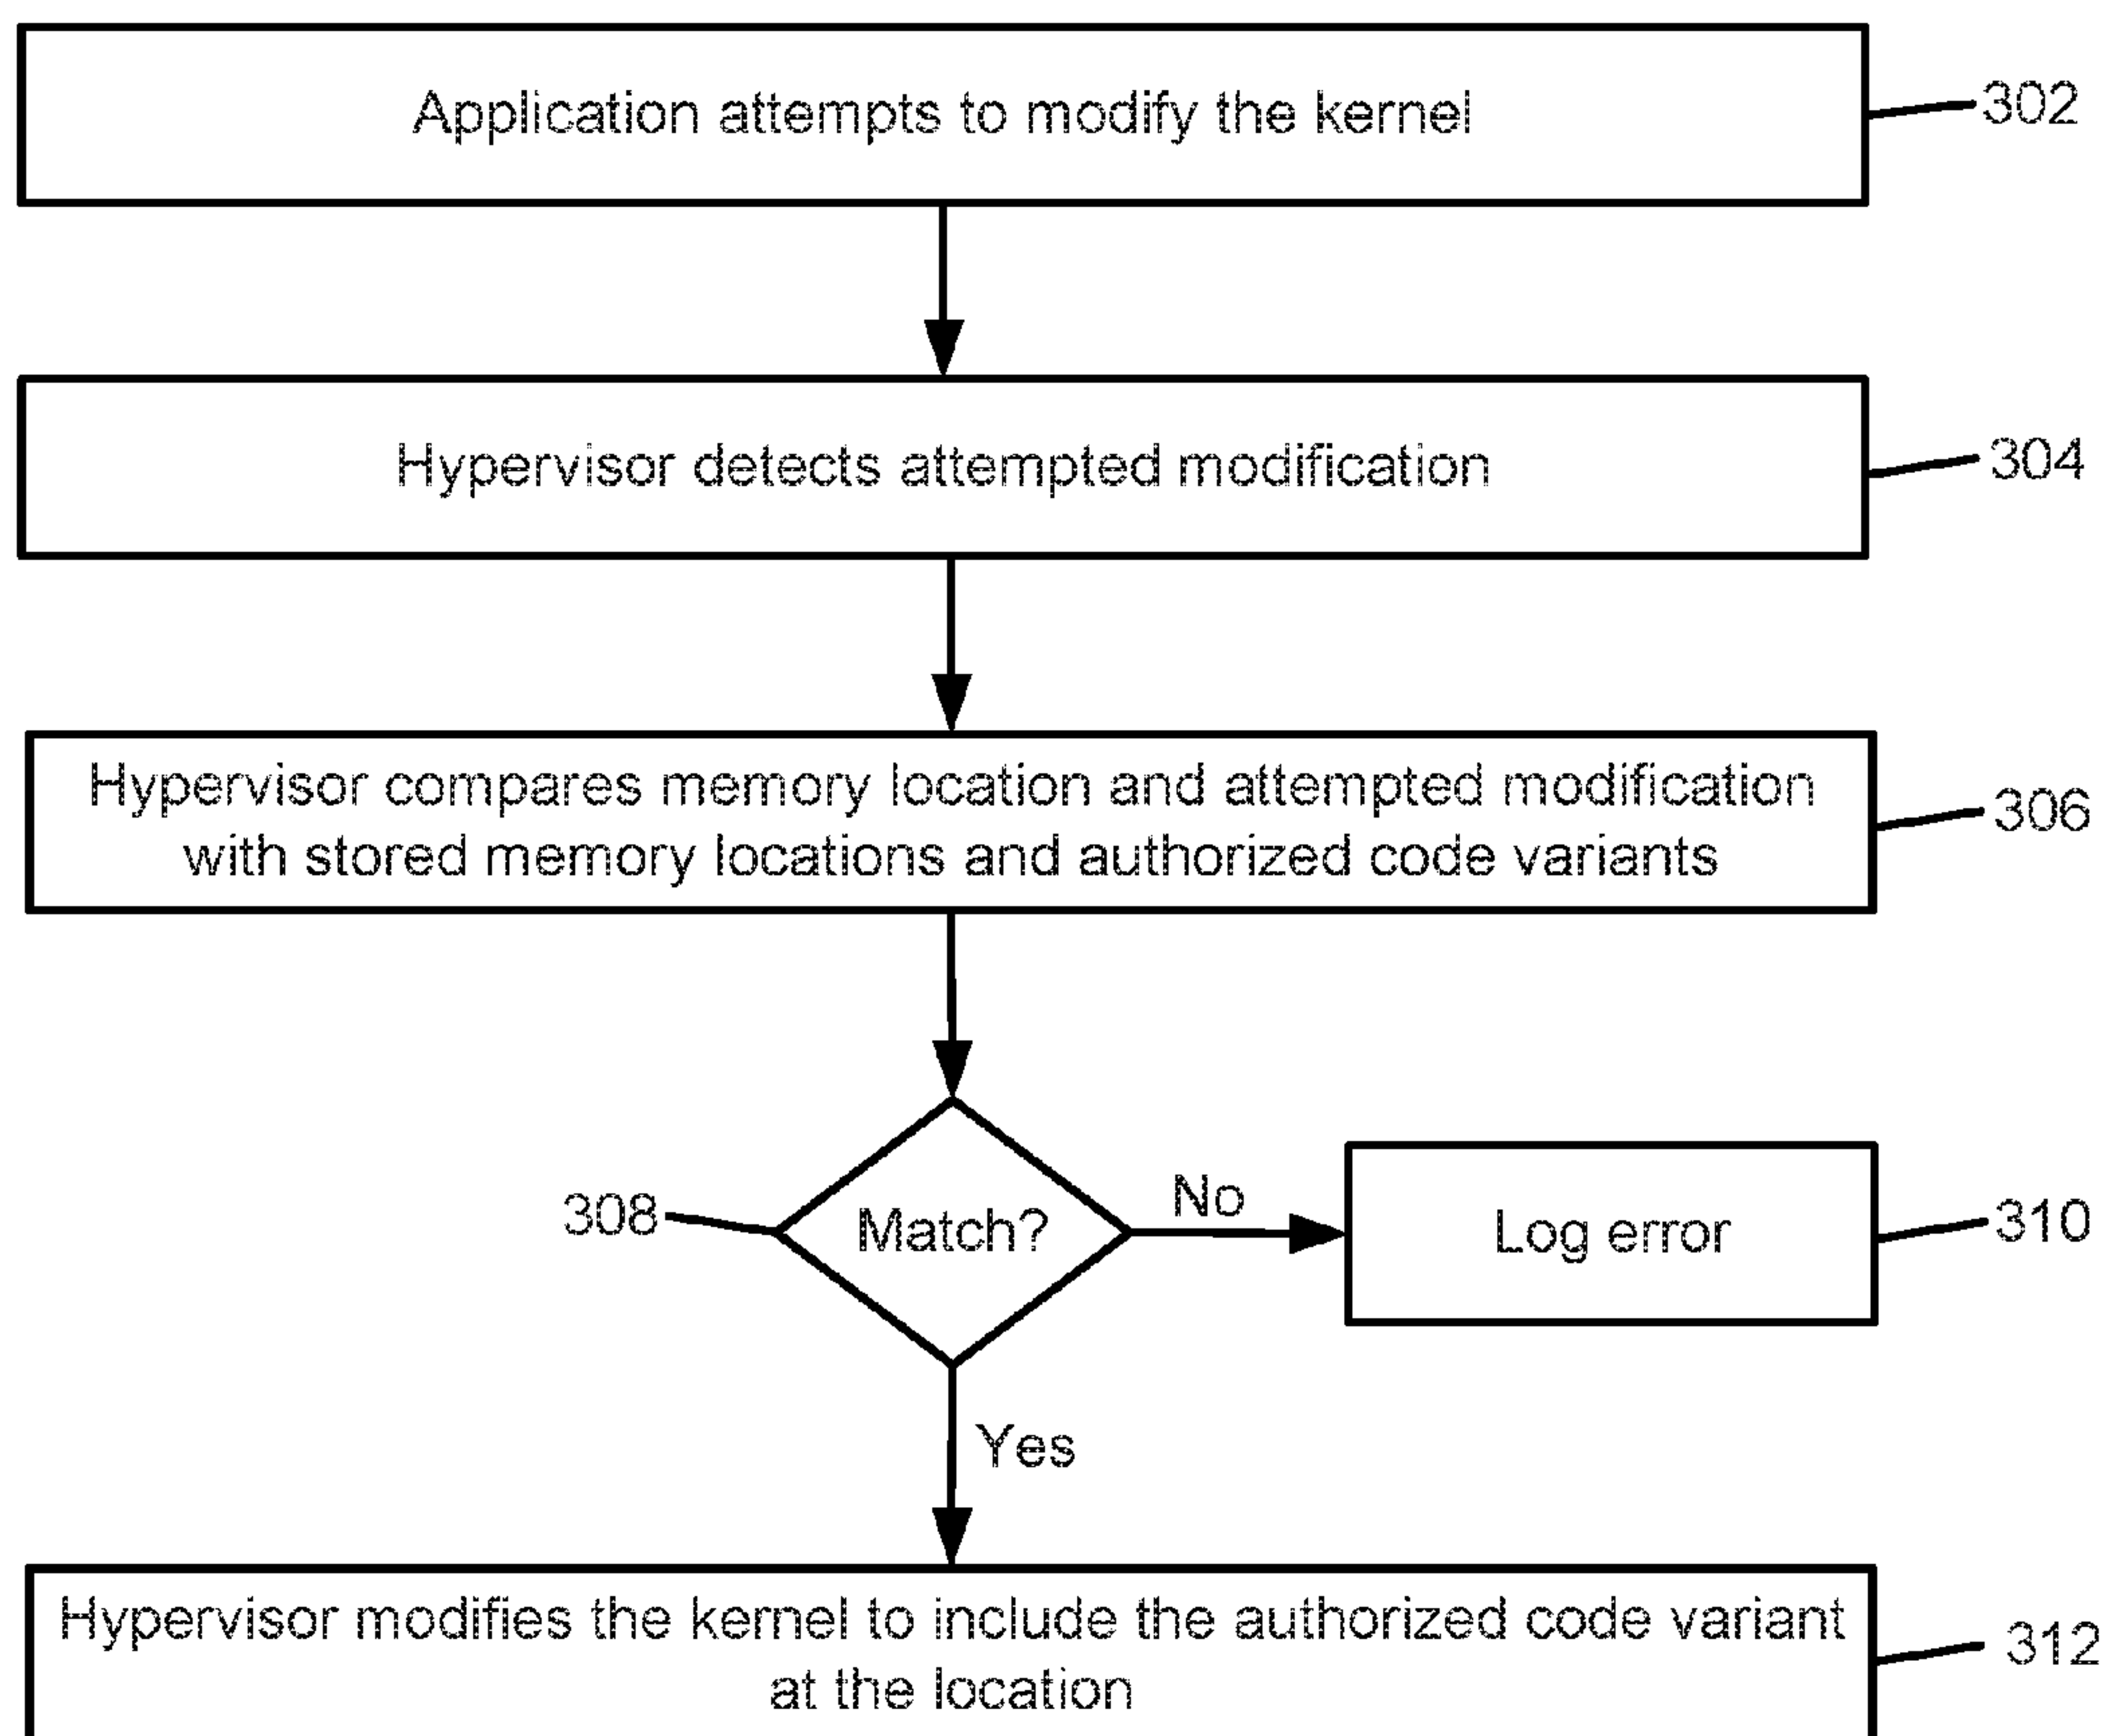 Application attempts to modify the kernel
302
Hypervisor detects attempted modification
304
Hypervisor compares memory location and attempted modification
with stored memory locations and authorized code variants
306
308
Match?
No
Log error
310
Yes
Hypervisor modifies the kernel to include the authorized code variant
at the location
312